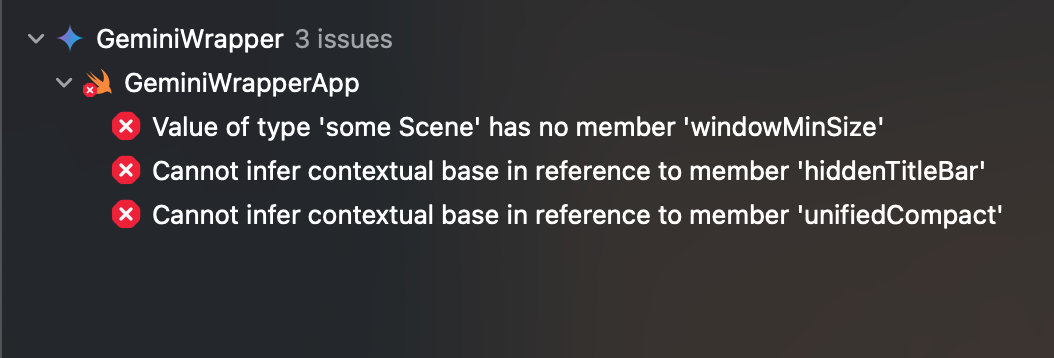 GeminiWrapper 3 issues
GeminiWrapperApp
Value of type 'some Scene' has no member 'windowMinSize'
Cannot infer contextual base in reference to member 'hiddenTitleBar'
Cannot infer contextual base in reference to member 'unifiedCompact'